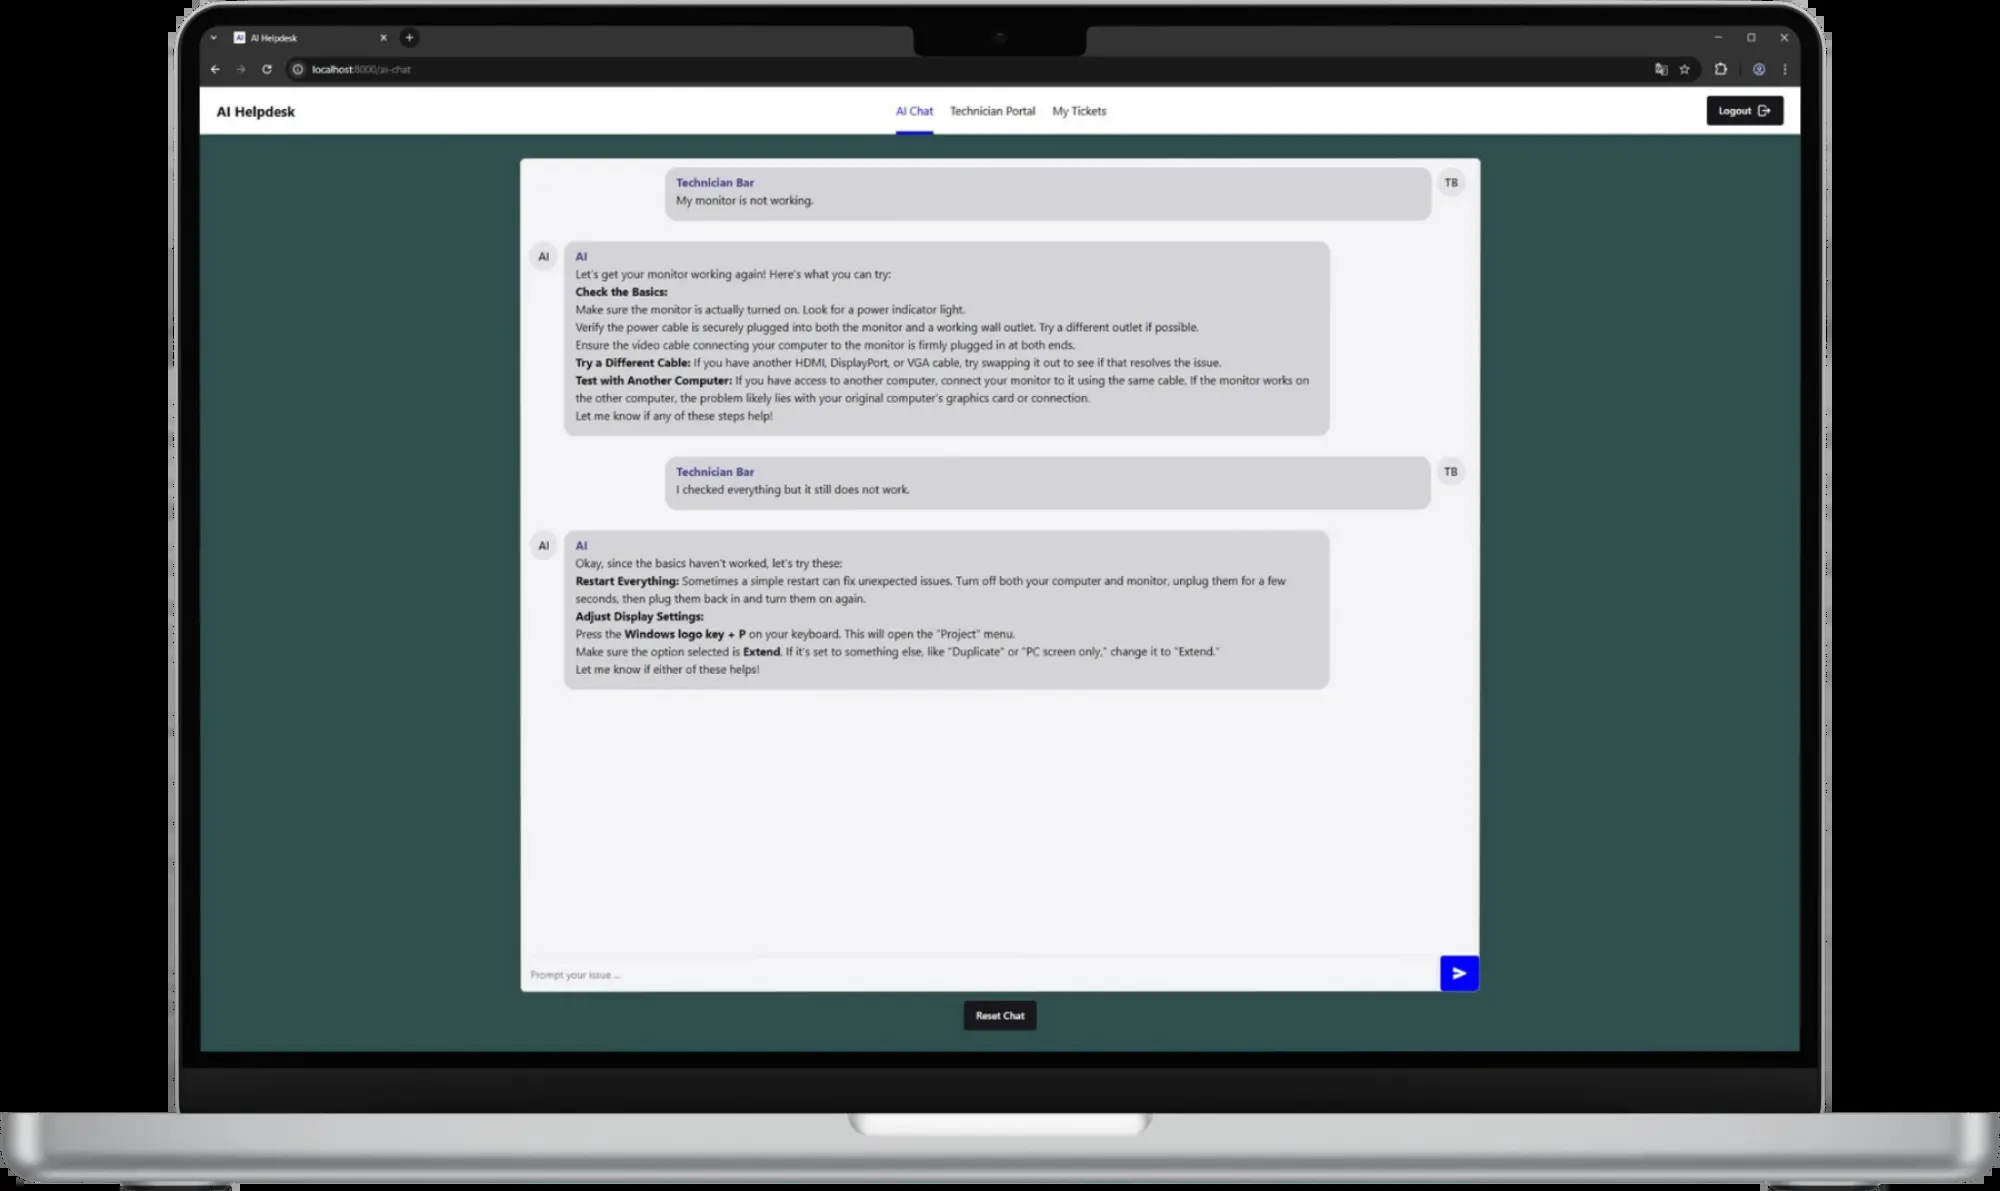 AI AI Helpdesk
localhost:8000/ai-chat
AI Helpdesk
AI Chat Technician Portal My Tickets
Logout
Technician Bar
TB
My monitor is not working.
AI
AI
Let's get your monitor working again! Here's what you can try:
Check the Basics:
Make sure the monitor is actually turned on. Look for a power indicator light.
Verify the power cable is securely plugged into both the monitor and a working wall outlet. Try a different outlet if possible.
Ensure the video cable connecting your computer to the monitor is firmly plugged in at both ends.
Try a Different Cable: If you have another HDMI, DisplayPort, or VGA cable, try swapping it out to see if that resolves the issue.
Test with Another Computer: If you have access to another computer, connect your monitor to it using the same cable. If the monitor works on
the other computer, the problem likely lies with your original computer's graphics card or connection.
Let me know if any of these steps help!
Technician Bar
TB
I checked everything but it still does not work.
AI
AI
Okay, since the basics haven't worked, let's try these:
Restart Everything: Sometimes a simple restart can fix unexpected issues. Turn off both your computer and monitor, unplug them for a few
seconds, then plug them back in and turn them on again.
Adjust Display Settings:
Press the Windows logo key + P on your keyboard. This will open the "Project" menu.
Make sure the option selected is Extend. If it's set to something else, like "Duplicate" or "PC screen only," change it to "Extend."
Let me know if either of these helps!
Prompt your issue ...
Reset Chat